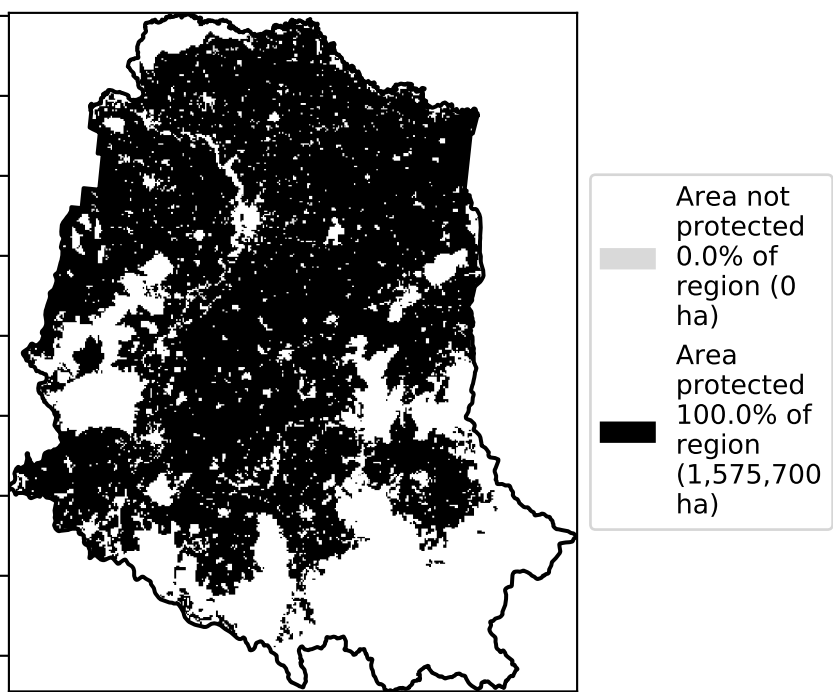 Area not
protected
0.0% of
region (0
ha)
Area
protected
100.0% of
region
(1,575,700
ha)